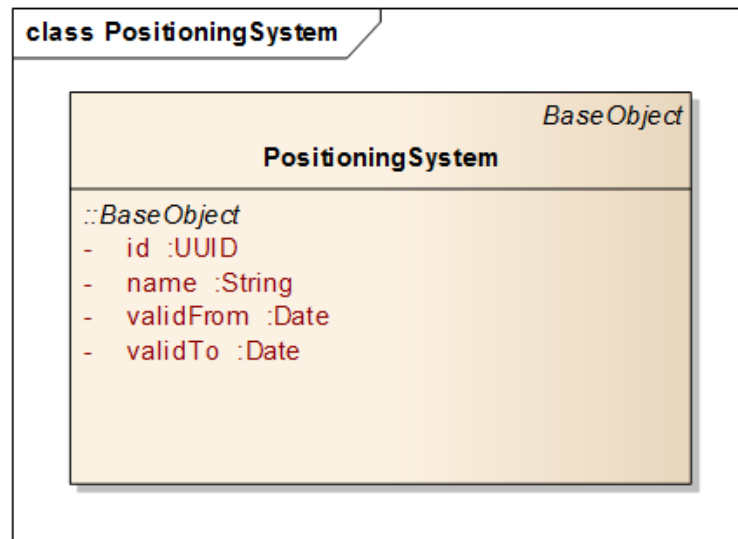 class PositioningSystem
BaseObject
PositioningSystem
::BaseObject
- id :UUID
- name :String
- validFrom :Date
- validTo :Date